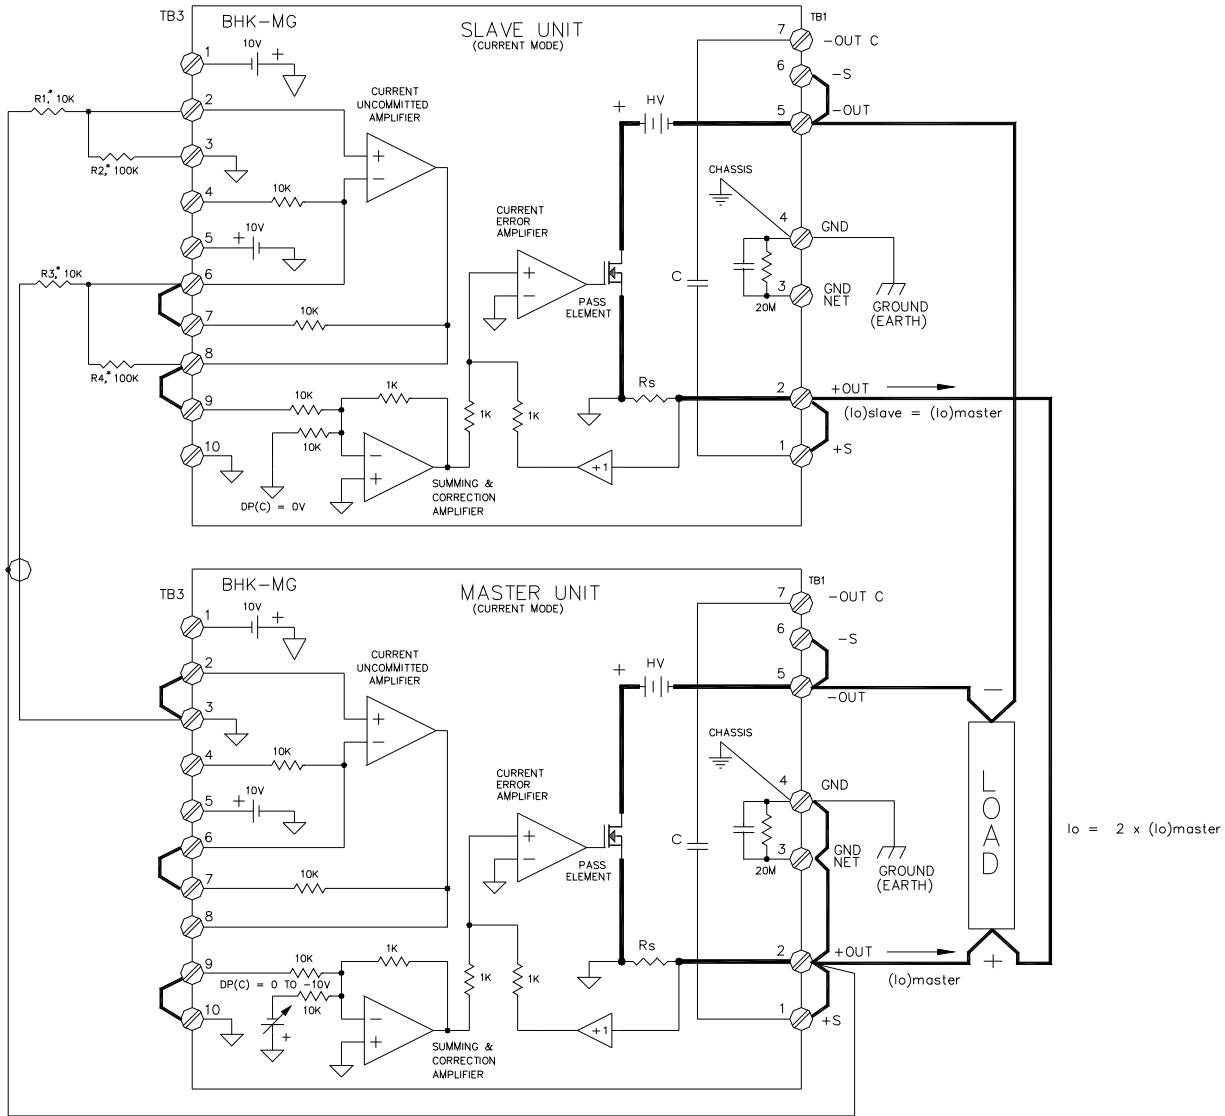 TB3
BHK-MG
SLAVE UNIT
(CURRENT MODE)
TB1
1
10V
+
7
-OUT C
6
-S
CURRENT
UNCOMMITTED
AMPLIFIER
R1,* 10K
2
+
HV
5
-OUT
3
R2,* 100K
+
-
CHASSIS
4
10K
CURRENT
ERROR
AMPLIFIER
4
GND
5
+
10V
R3,* 10K
6
+
-
C
PASS
ELEMENT
3
GND
NET
20M
GROUND
(EARTH)
7
10K
8
R4,* 100K
1K
Rs
2
+OUT
(Io)slave = (Io)master
9
10K
1K
1K
10K
10
-
+
+1
1
+S
SUMMING &
CORRECTION
AMPLIFIER
DP(C) = 0V
TB3
BHK-MG
MASTER UNIT
(CURRENT MODE)
TB1
1
10V
+
7
-OUT C
6
-S
CURRENT
UNCOMMITTED
AMPLIFIER
2
+
HV
5
-OUT
-
3
+
-
CHASSIS
4
10K
CURRENT
ERROR
AMPLIFIER
4
GND
5
+
10V
LOAD
Io = 2 x (Io)master
6
+
-
C
PASS
ELEMENT
3
GND
NET
20M
GROUND
(EARTH)
7
10K
8
1K
Rs
2
+OUT
+
(Io)master
9
10K
DP(C) = 0 TO -10V
1K
1K
10K
10
+
-
+
+1
1
+S
SUMMING &
CORRECTION
AMPLIFIER